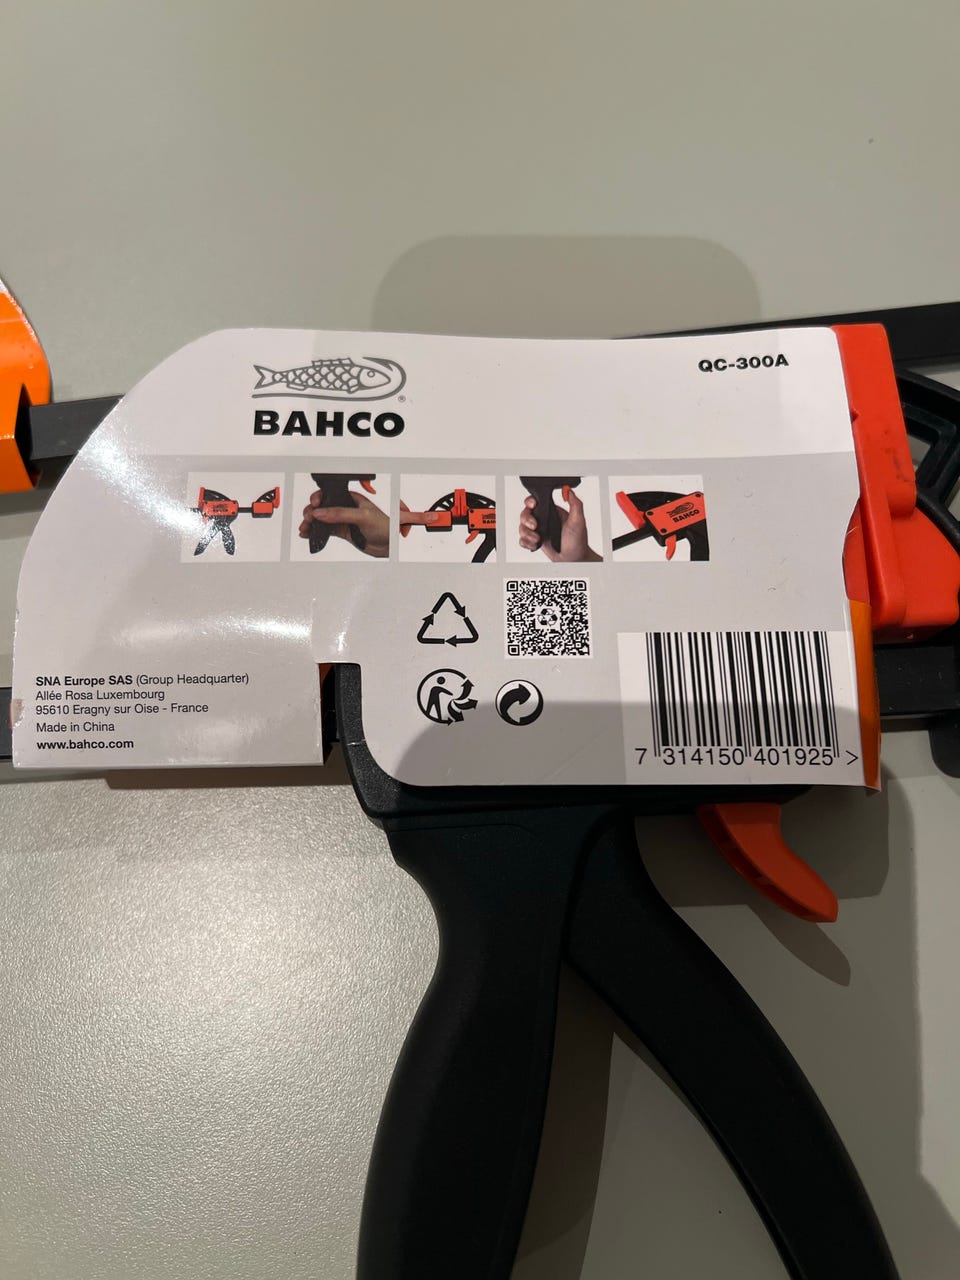 BAHCO
QC-300A
BAHCO
SNA Europe SAS (Group Headquarter)
Allée Rosa Luxembourg
95610 Eragny sur Oise - France
Made in China
www.bahco.com
7 314150 401925 >